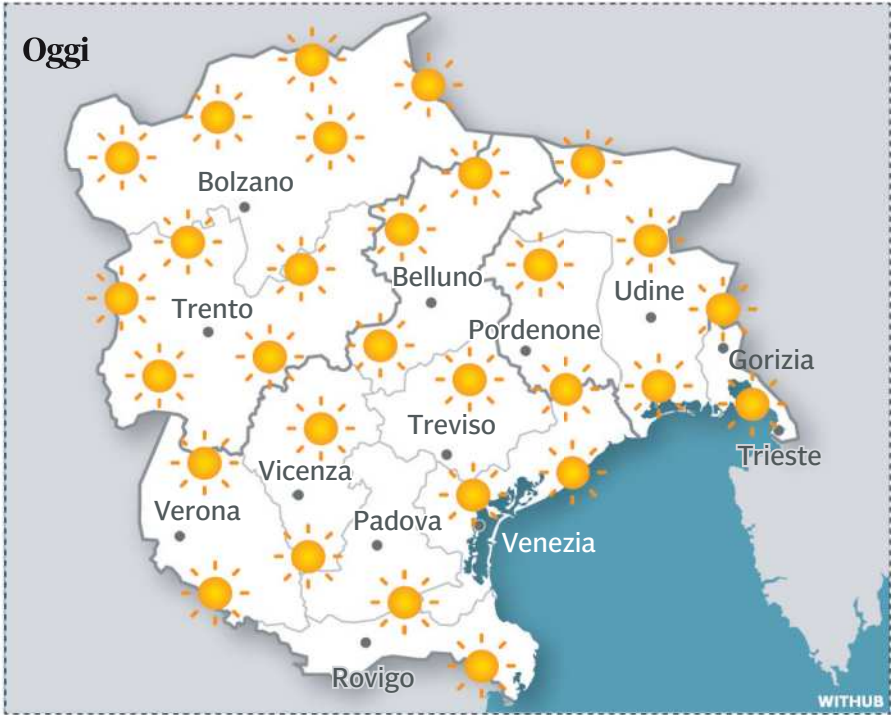 Oggi
Bolzano
Belluno
Udine
Trento
Pordenone
Gorizia
Treviso
Trieste
Vicenza
Verona
Padova
Venezia
Rovigo
WITHUB